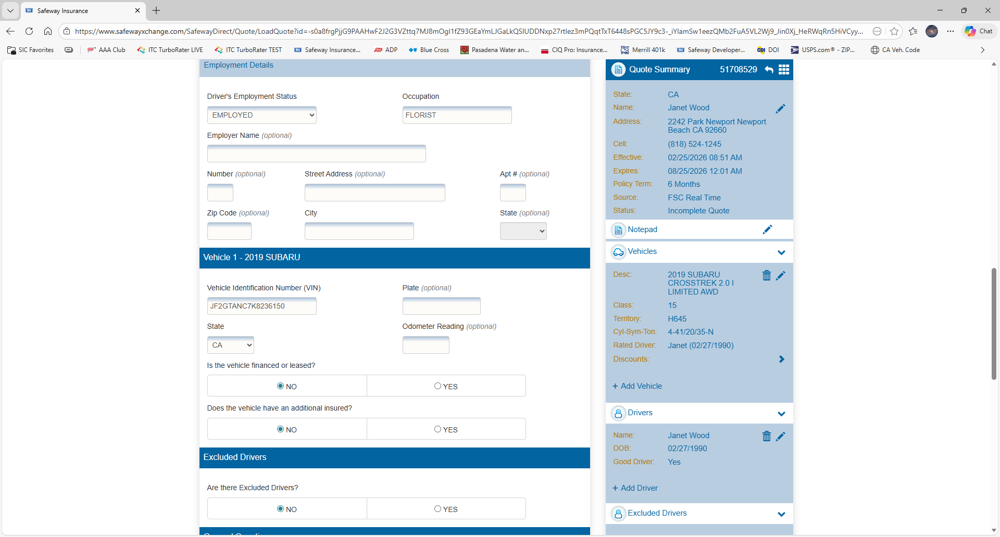 Safeway Insurance
https://www.safewayxchange.com/SafewayDirect/Quote/LoadQuote?id=-s0a8frgPjjG9PAAHwF2J2G3VZttq7MJ8mOgI1fZ93GEaYmLJGaLkQSIUDDNxp27rtIez3mPQqtTxT6448sPGC5JY9c3-_iYIamSw1eezQMb2FuA5VL2Wj9_Jin0Xj_HeRWqRn5HiVCyy...
Chat
SIC Favorites
AAA Club
ITC TurboRater LIVE
ITC TurboRater TEST
Safeway Insurance...
ADP
Blue Cross
Pasadena Water an...
CIQ Pro: Insurance...
Merrill 401k
Safeway Developer...
DOI
USPS.com® - ZIP...
CA Veh. Code
Employment Details
Driver's Employment Status
Occupation
EMPLOYED
FLORIST
Employer Name (optional)
Number (optional)
Street Address (optional)
Apt # (optional)
Zip Code (optional)
City
State (optional)
Vehicle 1 - 2019 SUBARU
Vehicle Identification Number (VIN)
Plate (optional)
JF2GTANC7K8236150
State
Odometer Reading (optional)
CA
Is the vehicle financed or leased?
NO
YES
Does the vehicle have an additional insured?
NO
YES
Excluded Drivers
Are there Excluded Drivers?
NO
YES
Quote Summary
51708529
State: CA
Name: Janet Wood
Address: 2242 Park Newport Newport
Beach CA 92660
Cell: (818) 524-1245
Effective: 02/25/2026 08:51 AM
Expires: 08/25/2026 12:01 AM
Policy Term: 6 Months
Source: FSC Real Time
Status: Incomplete Quote
Notepad
Vehicles
Desc: 2019 SUBARU
CROSSTREK 2.0 I
LIMITED AWD
Class: 15
Territory: H645
Cyl-Sym-Ton: 4-41/20/35-N
Rated Driver: Janet (02/27/1990)
Discounts:
+ Add Vehicle
Drivers
Name: Janet Wood
DOB: 02/27/1990
Good Driver: Yes
+ Add Driver
Excluded Drivers